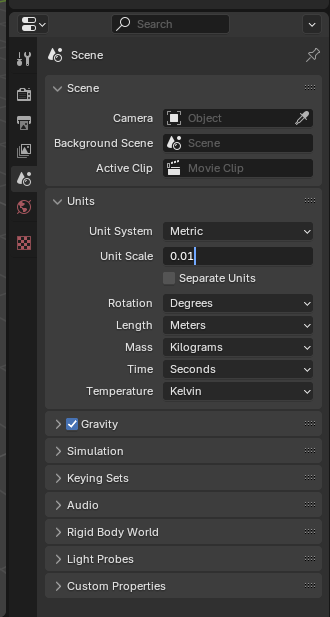 Search
Scene
Scene
Camera Object
Background Scene Scene
Active Clip Movie Clip
Units
Unit System Metric
Unit Scale 0.01
Separate Units
Rotation Degrees
Length Meters
Mass Kilograms
Time Seconds
Temperature Kelvin
Gravity
Simulation
Keying Sets
Audio
Rigid Body World
Light Probes
Custom Properties